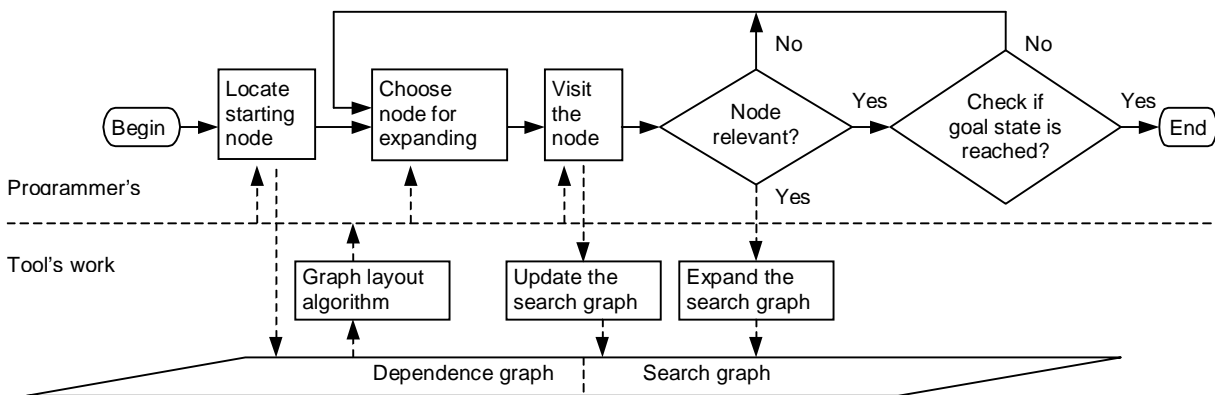 No
No
Locate
starting
node
Choose
node for
expanding
Visit
the
node
Begin
Node
relevant?
Yes
Check if
goal state is
reached?
Yes
End
Programmer's
Yes
Tool's work
Graph layout
algorithm
Update the
search graph
Expand the
search graph
Dependence graph
Search graph